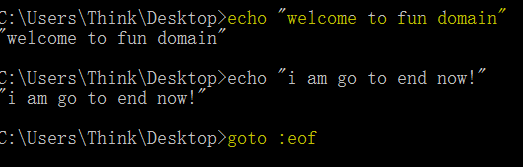 C:\Users\Think\Desktop>echo "welcome to fun domain"
"welcome to fun domain"
C:\Users\Think\Desktop>echo "i am go to end now!"
"i am go to end now!"
C:\Users\Think\Desktop>goto :eof